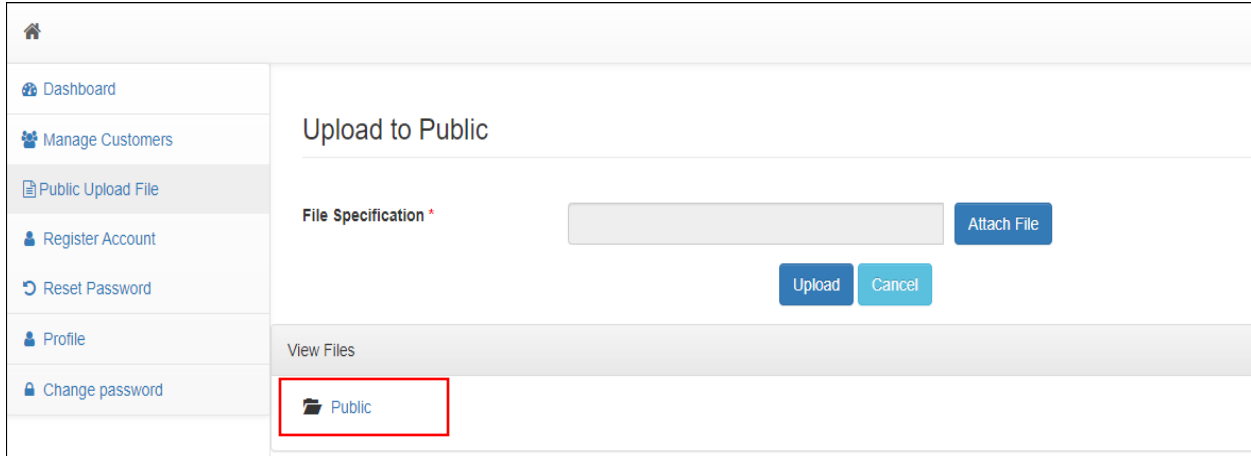 Dashboard
Manage Customers
Public Upload File
Register Account
Reset Password
Profile
Change password
Upload to Public
File Specification *
Attach File
Upload
Cancel
View Files
Public